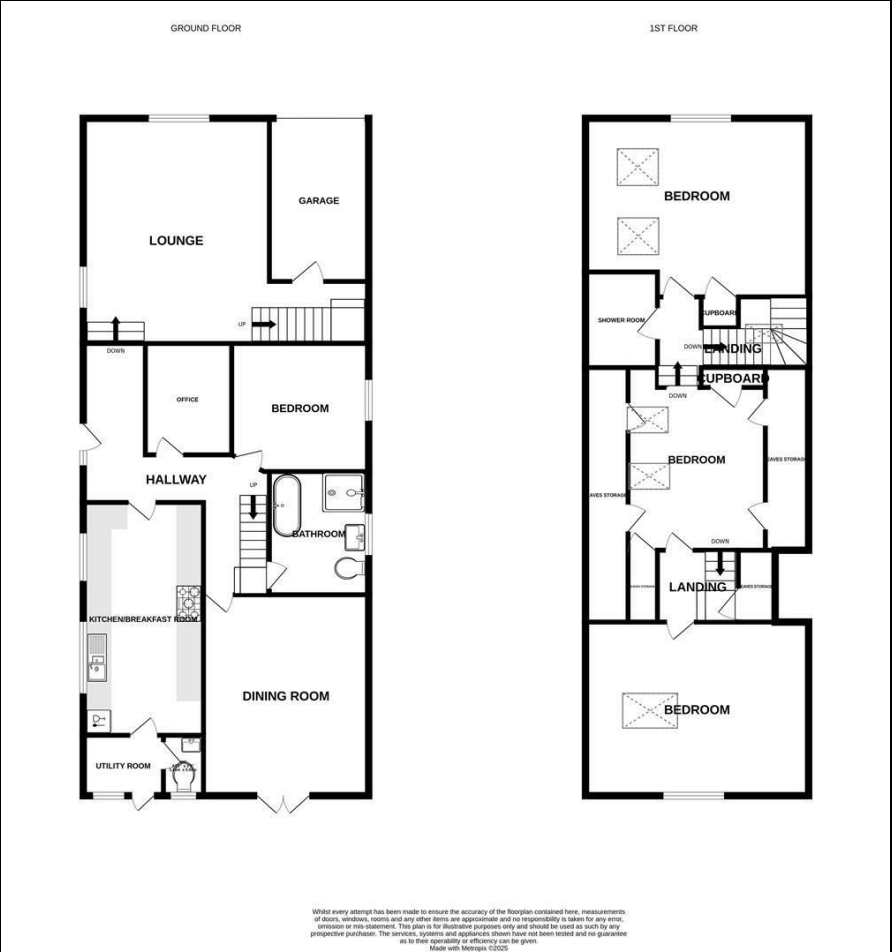 GROUND FLOOR
LOUNGE
GARAGE
UP
DOWN
OFFICE
BEDROOM
HALLWAY
UP
BATHROOM
KITCHEN/BREAKFAST ROOM
DINING ROOM
UTILITY ROOM
1ST FLOOR
BEDROOM
SHOWER ROOM
CUPBOARD
DOWN
LANDING
CUPBOARD
DOWN
BEDROOM
EAVES STORAGE
EAVES STORAGE
DOWN
EAVES STORAGE
LANDING
EAVES STORAGE
BEDROOM
Whilst every attempt has been made to ensure the accuracy of the floorplan contained here, measurements
of doors, windows, rooms and any other items are approximate and no responsibility is taken for any error,
omission or mis-statement. This plan is for illustrative purposes only and should be used as such by any
prospective purchaser. The services, systems and appliances shown have not been tested and no guarantee
as to their operability or efficiency can be given.
Made with Metropix ©2025